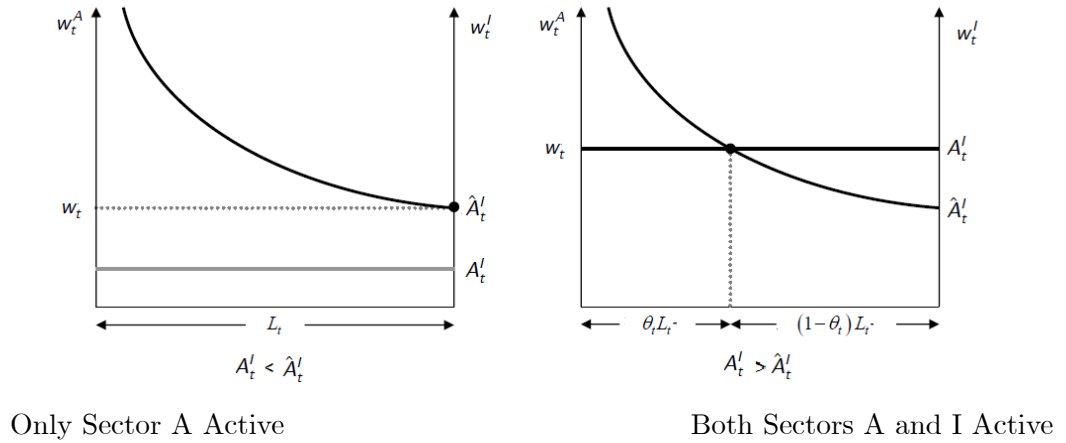 w_t^A
w_t^I
w_t
Â_t^I
A_t^I
L_t
A_t^I < Â_t^I
Only Sector A Active
w_t^A
w_t^I
w_t
A_t^I
Â_t^I
θ_t L_t
(1−θ_t) L_t
A_t^I > Â_t^I
Both Sectors A and I Active